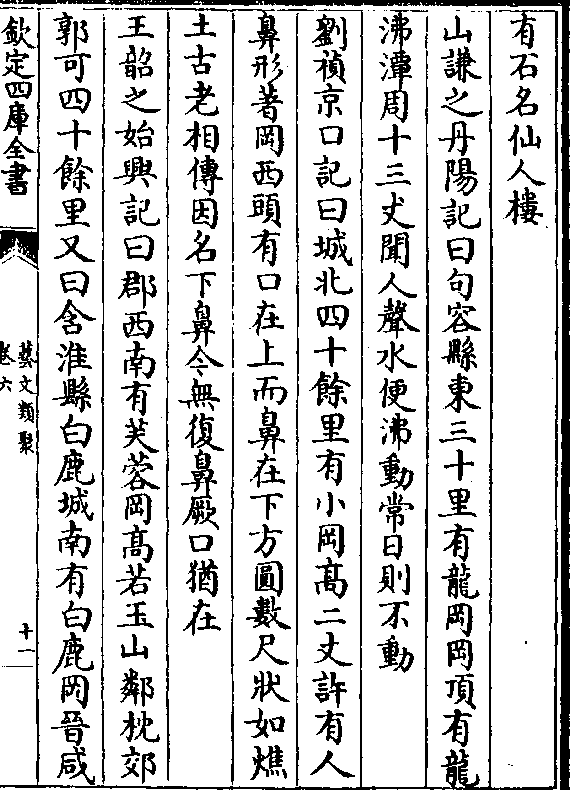 有石名仙人樓
山謙之丹陽記曰句容縣東三十里有龍岡岡頂有龍
沸潭周十三丈聞人聲水便沸動常日則不動
劉禎京口記曰城北四十餘里有小岡髙二丈許有人
鼻形著岡西頭有口在上而鼻在下方圓數尺狀如燋
土古老相傳因名下鼻今無復鼻厥口猶在
王韶之始興記曰郡西南有芙蓉岡髙若玉山鄰枕郊
郭可四十餘里又曰含淮縣白鹿城南有白鹿岡晉咸
欽定四庫全書
藝文類聚
卷六
十一